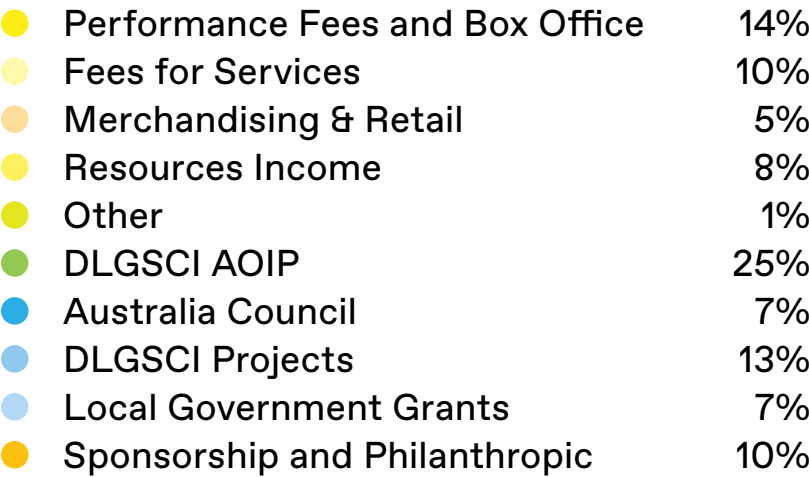 Performance Fees and Box Office 14%
Fees for Services 10%
Merchandising & Retail 5%
Resources Income 8%
Other 1%
DLGSCI AOIP 25%
Australia Council 7%
DLGSCI Projects 13%
Local Government Grants 7%
Sponsorship and Philanthropic 10%